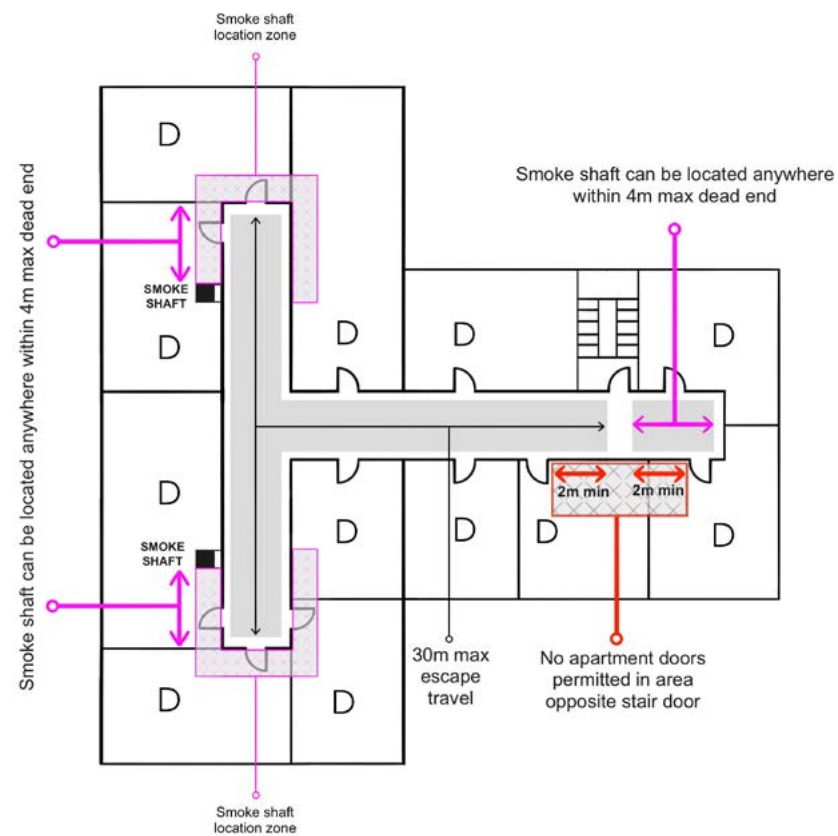 Smoke shaft
location zone
D
Smoke shaft can be located anywhere
within 4m max dead end
Smoke shaft can be located anywhere within 4m max dead end
SMOKE
SHAFT
D
D
D
D
D
2m min
2m min
SMOKE
SHAFT
D
D
D
D
D
30m max
escape
travel
No apartment doors
permitted in area
opposite stair door
D
D
Smoke shaft
location zone